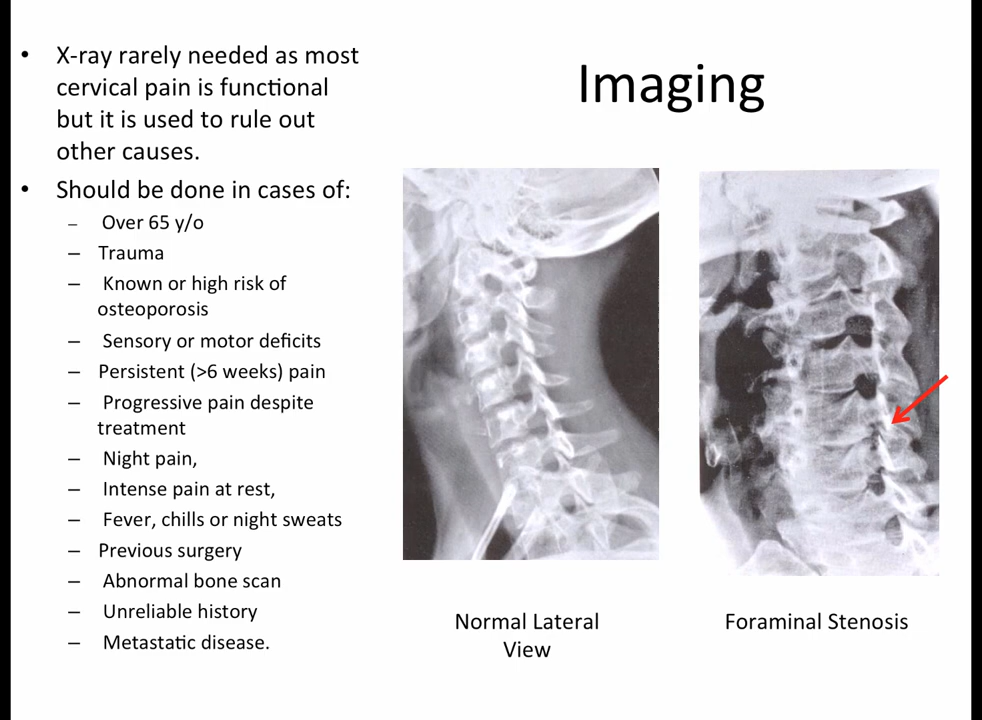 Imaging
• X-ray rarely needed as most
cervical pain is functional
but it is used to rule out
other causes.
• Should be done in cases of:
– Over 65 y/o
– Trauma
– Known or high risk of
osteoporosis
– Sensory or motor deficits
– Persistent (>6 weeks) pain
– Progressive pain despite
treatment
– Night pain,
– Intense pain at rest,
– Fever, chills or night sweats
– Previous surgery
– Abnormal bone scan
– Unreliable history
– Metastatic disease.
Normal Lateral
View
Foraminal Stenosis